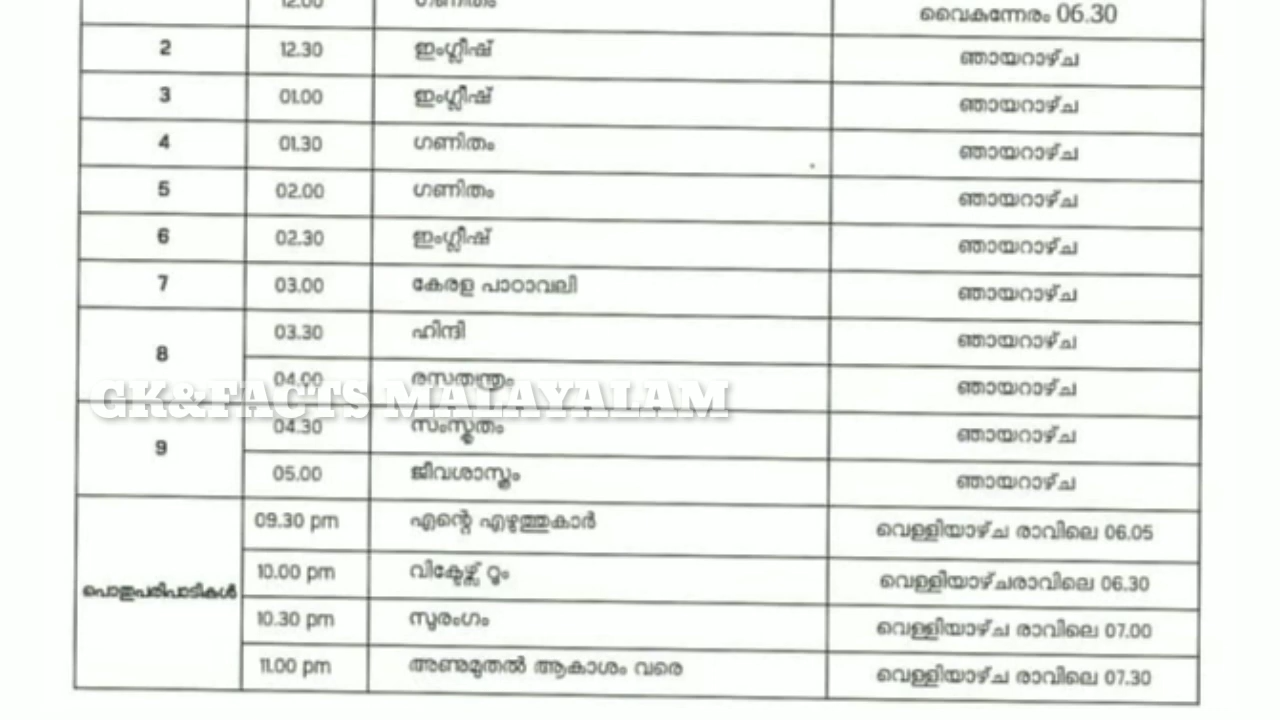 12.00 ഗണിതം വൈകുന്നേരം 06.30
2 12.30 ഇംഗ്ലീഷ് ഞായറാഴ്ച
3 01.00 ഇംഗ്ലീഷ് ഞായറാഴ്ച
4 01.30 ഗണിതം ഞായറാഴ്ച
5 02.00 ഗണിതം ഞായറാഴ്ച
6 02.30 ഇംഗ്ലീഷ് ഞായറാഴ്ച
7 03.00 കേരള പാഠാവലി ഞായറാഴ്ച
8 03.30 ഹിന്ദി ഞായറാഴ്ച
04.00 രസതന്ത്രം ഞായറാഴ്ച
GK&FACTS MALAYALAM
9 04.30 സംസ്കൃതം ഞായറാഴ്ച
05.00 ജീവശാസ്ത്രം ഞായറാഴ്ച
പൊതുപരിപാടികൾ 09.30 pm എന്റെ എഴുത്തുകാർ വെള്ളിയാഴ്ച രാവിലെ 06.05
10.00 pm വിക്ടേഴ്സ് റൂം വെള്ളിയാഴ്ചരാവിലെ 06.30
10.30 pm സുരംഗം വെള്ളിയാഴ്ച രാവിലെ 07.00
11.00 pm അണുമുതൽ ആകാശം വരെ വെള്ളിയാഴ്ച രാവിലെ 07.30